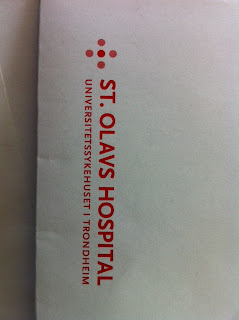 ST. OLAVS HOSPITAL
UNIVERSITETSSYKEHUSET I TRONDHEIM